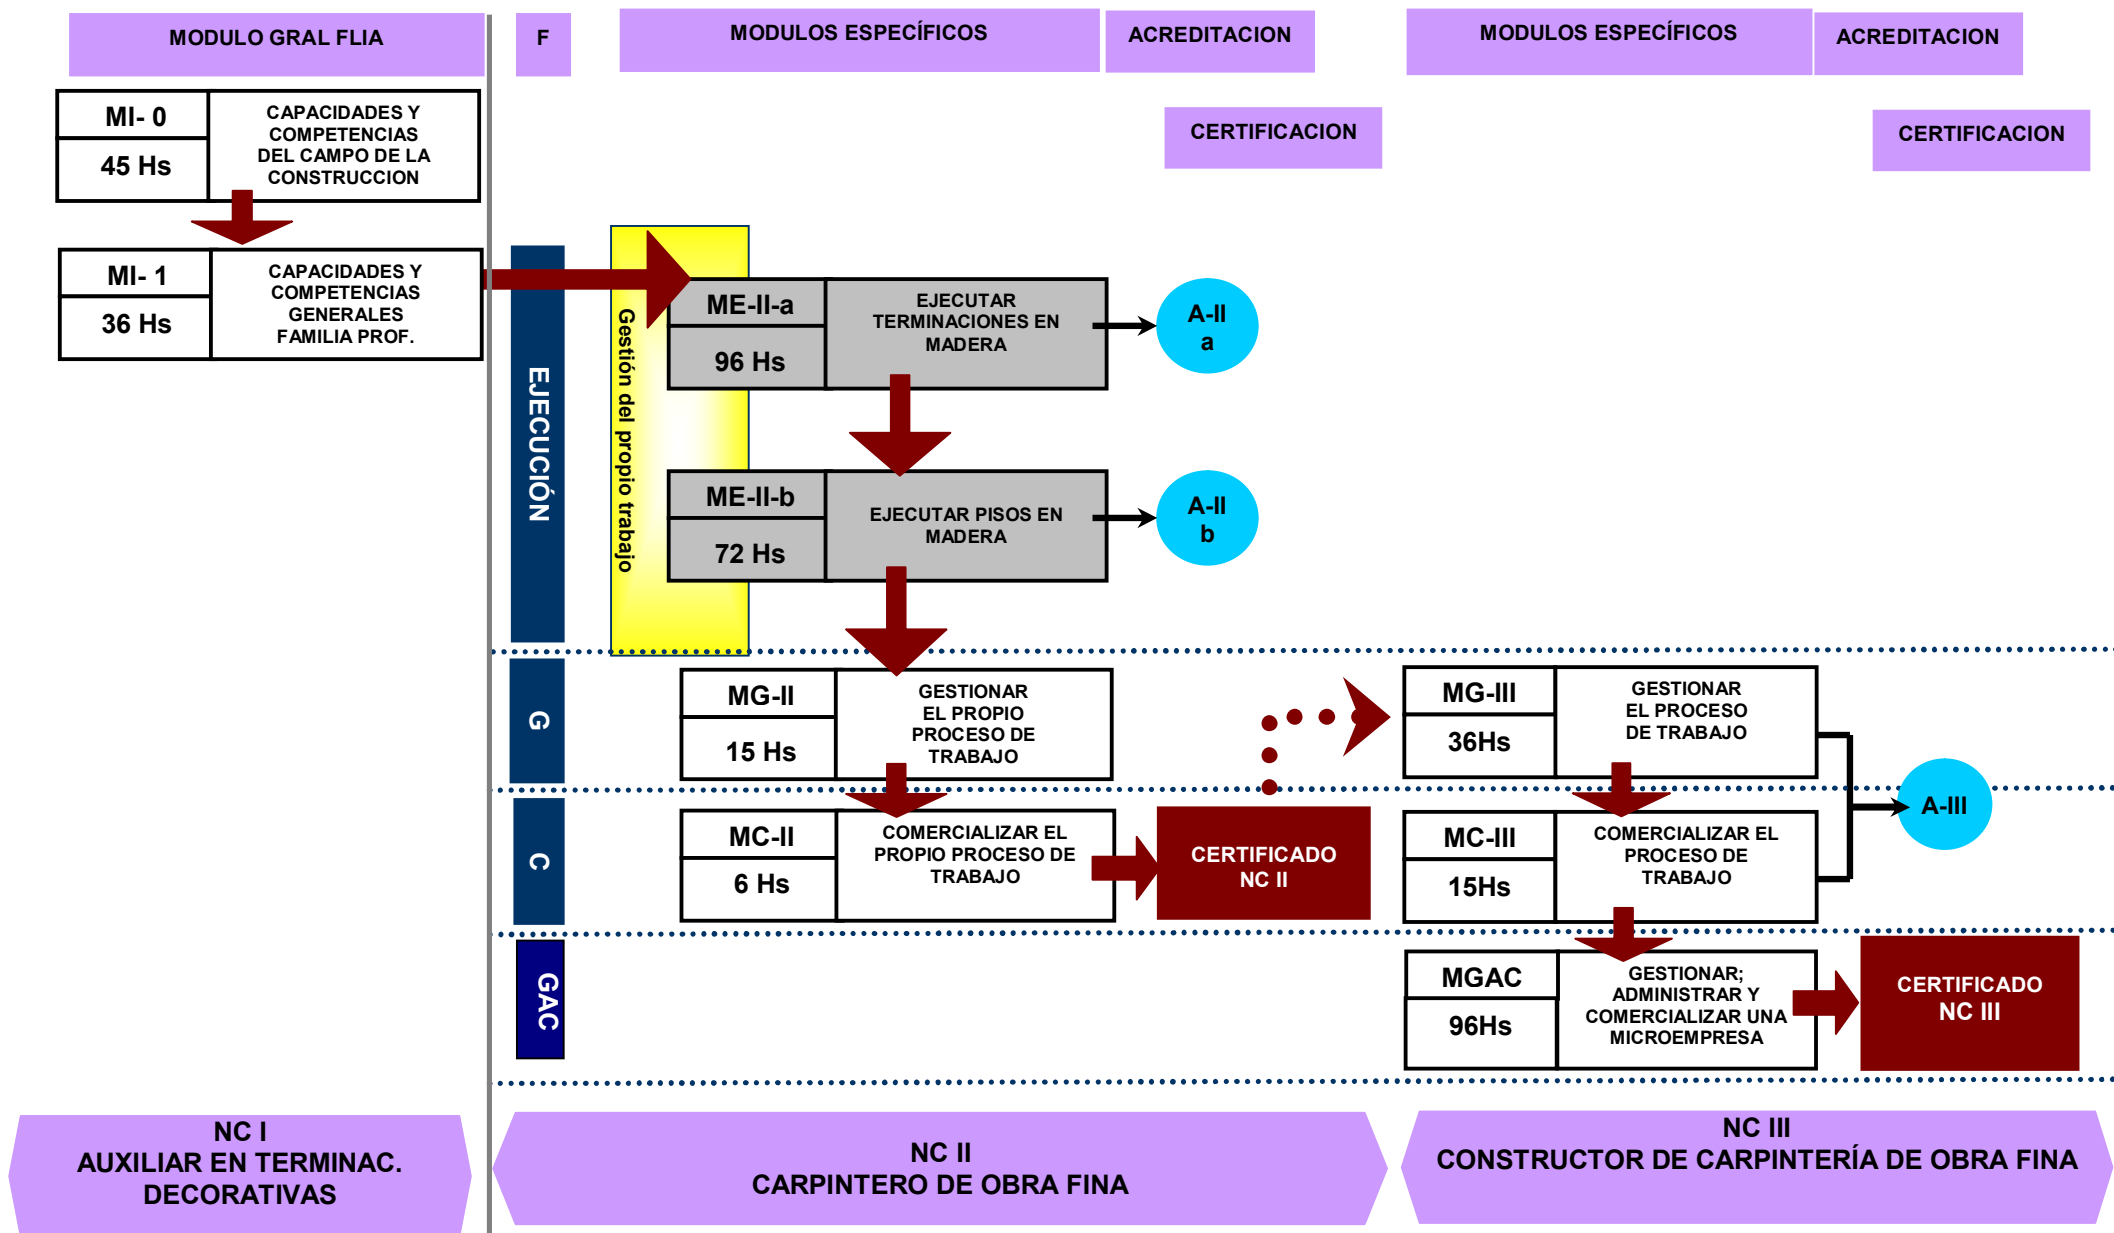 MODULO GRAL FLIA
F
MODULOS ESPECÍFICOS
ACREDITACION
MODULOS ESPECÍFICOS
ACREDITACION
CERTIFICACION
CERTIFICACION
MI- 0
45 Hs
CAPACIDADES Y
COMPETENCIAS
DEL CAMPO DE LA
CONSTRUCCION
MI- 1
36 Hs
CAPACIDADES Y
COMPETENCIAS
GENERALES
FAMILIA PROF.
EJECUCIÓN
Gestión del propio trabajo
ME-II-a
96 Hs
EJECUTAR
TERMINACIONES EN
MADERA
A-II
a
ME-II-b
72 Hs
EJECUTAR PISOS EN
MADERA
A-II
b
G
MG-II
15 Hs
GESTIONAR
EL PROPIO
PROCESO DE
TRABAJO
MG-III
36Hs
GESTIONAR
EL PROCESO
DE TRABAJO
A-III
C
MC-II
6 Hs
COMERCIALIZAR EL
PROPIO PROCESO DE
TRABAJO
CERTIFICADO
NC II
MC-III
15Hs
COMERCIALIZAR EL
PROCESO DE
TRABAJO
GAC
MGAC
96Hs
GESTIONAR;
ADMINISTRAR Y
COMERCIALIZAR UNA
MICROEMPRESA
CERTIFICADO
NC III
NC I
AUXILIAR EN TERMINAC.
DECORATIVAS
NC II
CARPINTERO DE OBRA FINA
NC III
CONSTRUCTOR DE CARPINTERÍA DE OBRA FINA